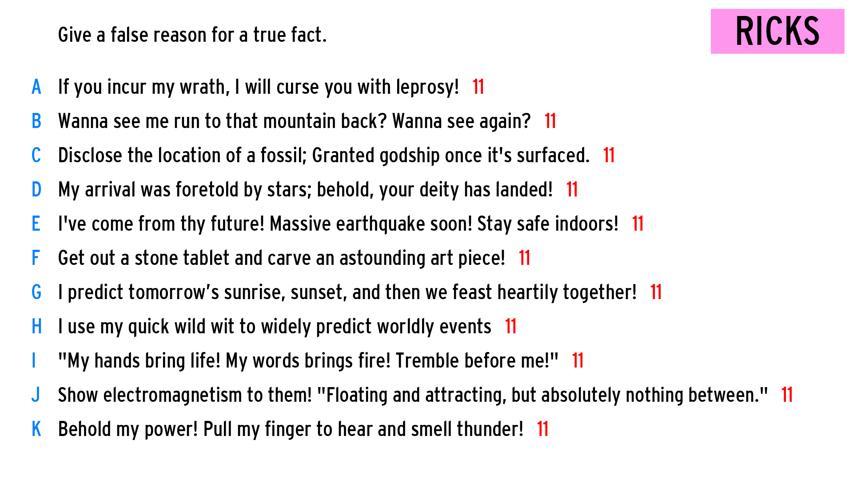 RICKS
Give a false reason for a true fact.
A If you incur my wrath, I will curse you with leprosy! 11
B Wanna see me run to that mountain back? Wanna see again? 11
C Disclose the location of a fossil; Granted godship once it's surfaced. 11
D My arrival was foretold by stars; behold, your deity has landed! 11
E I've come from thy future! Massive earthquake soon! Stay safe indoors! 11
F Get out a stone tablet and carve an astounding art piece! 11
G I predict tomorrow’s sunrise, sunset, and then we feast heartily together! 11
H I use my quick wild wit to widely predict worldly events 11
I "My hands bring life! My words brings fire! Tremble before me!" 11
J Show electromagnetism to them! "Floating and attracting, but absolutely nothing between." 11
K Behold my power! Pull my finger to hear and smell thunder! 11